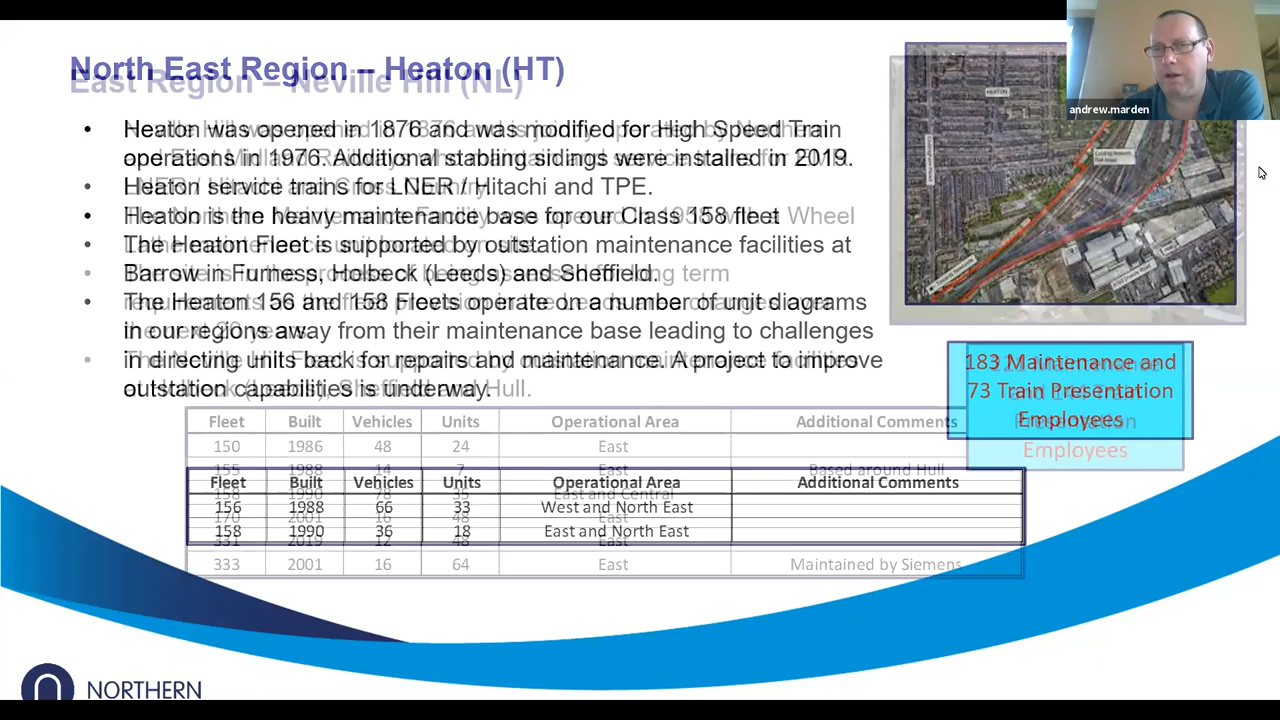 North East Region – Heaton (HT)
East Region – Neville Hill (NL)
• Heaton was opened in 1876 and was modified for High Speed Train
operations in 1976. Additional stabling sidings were installed in 2019.
• Heaton service trains for LNER / Hitachi and TPE.
• Heaton is the heavy maintenance base for our Class 158 fleet
• The Heaton Fleet is supported by outstation maintenance facilities at
Barrow in Furness, Holbeck (Leeds) and Sheffield.
• The Heaton 156 and 158 Fleets operate on a number of unit diagrams
in our regions away from their maintenance base leading to challenges
in directing units back for repairs and maintenance. A project to improve
outstation capabilities is underway.
HEATON
andrew.marden
183 Maintenance and
73 Train Presentation
Employees
Employees
Fleet Built Vehicles Units Operational Area Additional Comments
150 1986 48 24 East
155 1988 14 7 East Based around Hull
Fleet Built Vehicles Units Operational Area Additional Comments
158 1990 78 35 East and Central
156 1988 66 33 West and North East
170 2001 16 48 East
158 1990 36 18 East and North East
331 2019 12 48 East
333 2001 16 64 East Maintained by Siemens
NORTHERN